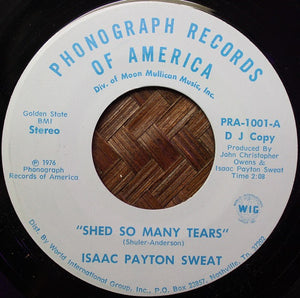 PHONOGRAPH RECORDS
OF AMERICA
Div. of Moon Mullican Music, Inc.
Golden State
BMI
Stereo
℗ 1976
Phonograph
Records of America
PRA-1001-A
D J Copy
Produced By
John Christopher
Owens &
Isaac Payton Sweat
Time 2:08
WIG
"SHED SO MANY TEARS"
(Shuler-Anderson)
ISAAC PAYTON SWEAT
Dist. By World International Group, Inc. P.O. Box 23857, Nashville, Tn. 37202